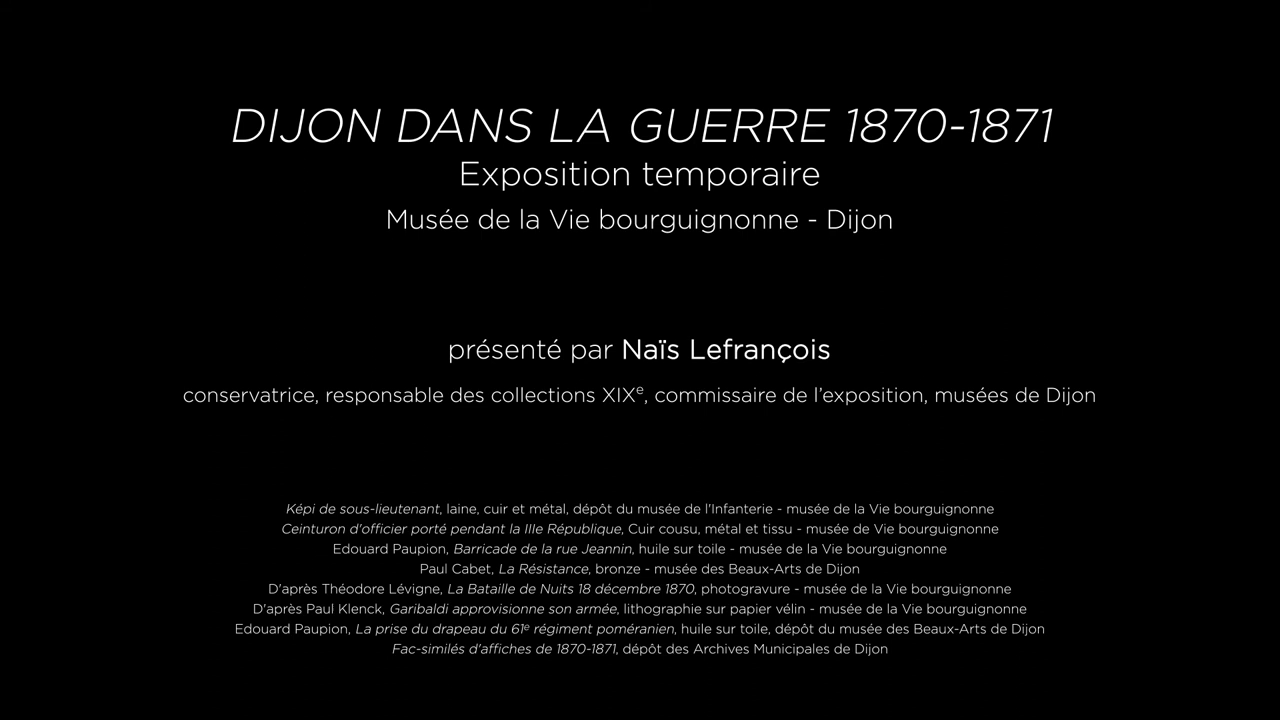 DIJON DANS LA GUERRE 1870-1871
Exposition temporaire
Musée de la Vie bourguignonne - Dijon
présenté par Naïs Lefrançois
conservatrice, responsable des collections XIXe, commissaire de l’exposition, musées de Dijon
Képi de sous-lieutenant, laine, cuir et métal, dépôt du musée de l'Infanterie - musée de la Vie bourguignonne
Ceinturon d'officier porté pendant la IIIe République, Cuir cousu, métal et tissu - musée de Vie bourguignonne
Edouard Paupion, Barricade de la rue Jeannin, huile sur toile - musée de la Vie bourguignonne
Paul Cabet, La Résistance, bronze - musée des Beaux-Arts de Dijon
D'après Théodore Lévigne, La Bataille de Nuits 18 décembre 1870, photogravure - musée de la Vie bourguignonne
D'après Paul Klenck, Garibaldi approvisionne son armée, lithographie sur papier vélin - musée de la Vie bourguignonne
Edouard Paupion, La prise du drapeau du 61e régiment poméranien, huile sur toile, dépôt du musée des Beaux-Arts de Dijon
Fac-similés d'affiches de 1870-1871, dépôt des Archives Municipales de Dijon